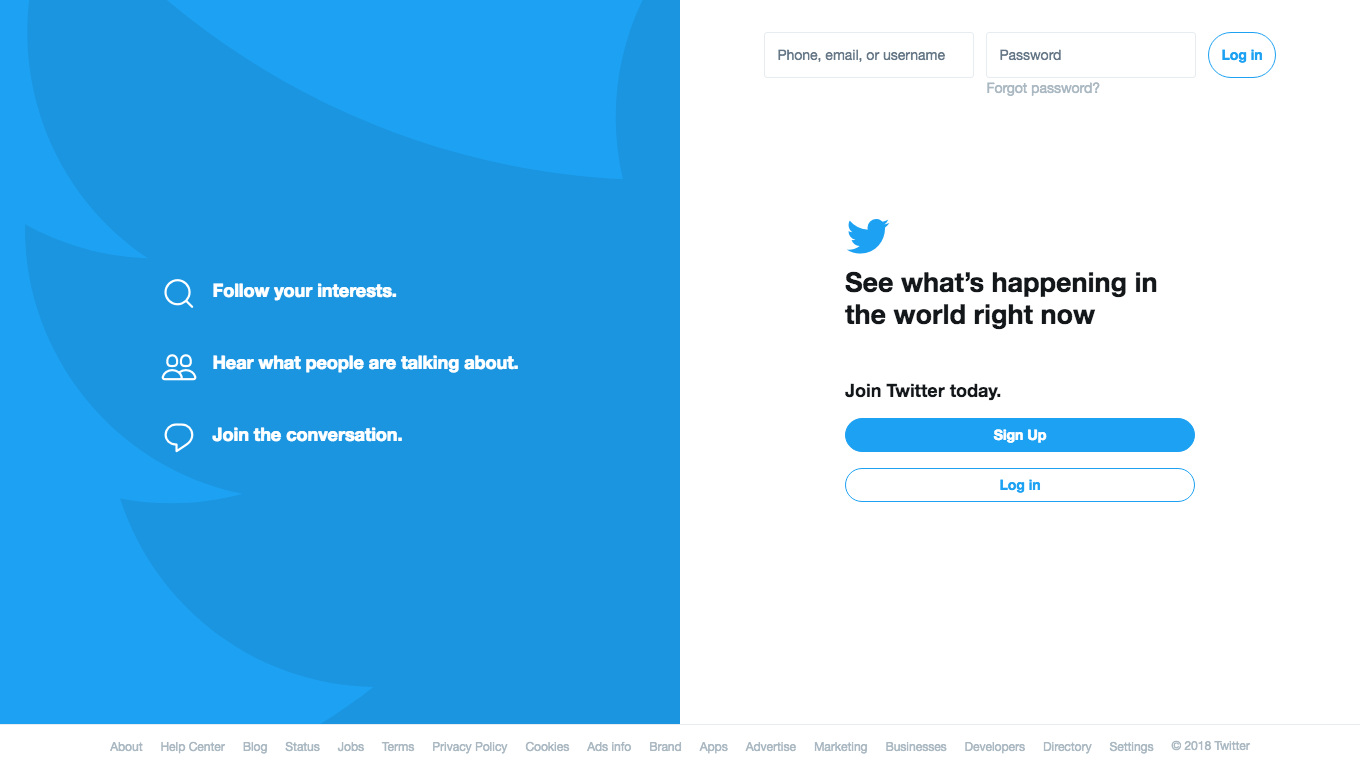 Phone, email, or username
Password
Log in
Forgot password?
Follow your interests.
Hear what people are talking about.
Join the conversation.
See what’s happening in
the world right now
Join Twitter today.
Sign Up
Log in
About Help Center Blog Status Jobs Terms Privacy Policy Cookies Ads info Brand Apps Advertise Marketing Businesses Developers Directory Settings © 2018 Twitter